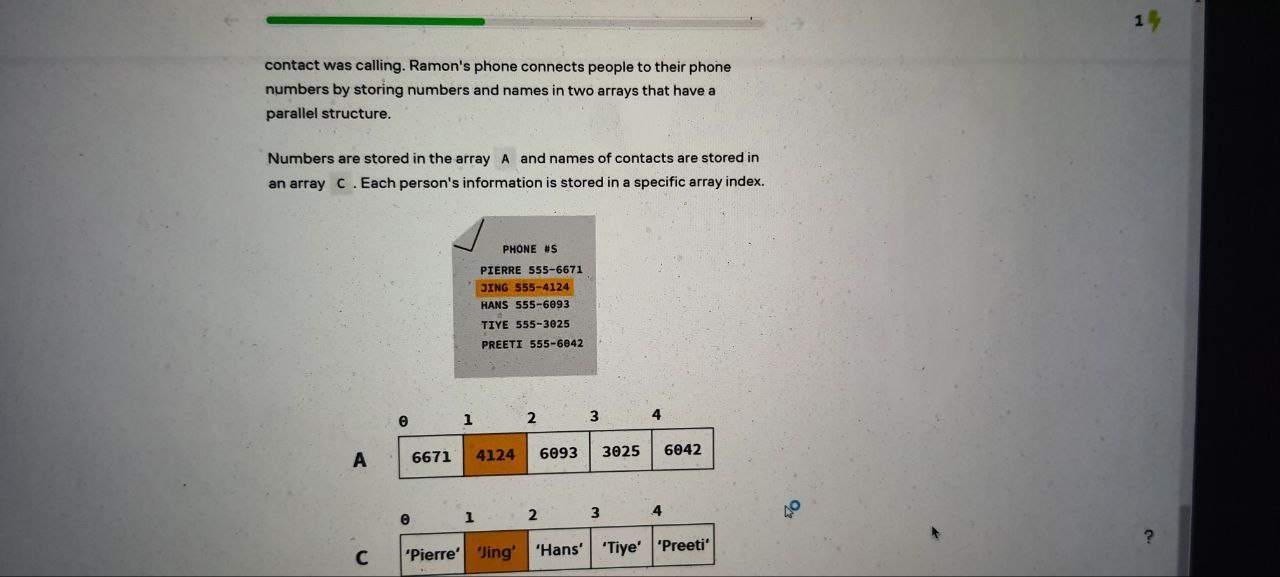 1
contact was calling. Ramon's phone connects people to their phone
numbers by storing numbers and names in two arrays that have a
parallel structure.
Numbers are stored in the array A and names of contacts are stored in
an array C . Each person's information is stored in a specific array index.
PHONE #S
PIERRE 555-6671
JING 555-4124
HANS 555-6093
TIYE 555-3025
PREETI 555-6042
0 1 2 3 4
A 6671 4124 6093 3025 6042
0 1 2 3 4
C 'Pierre' 'Jing' 'Hans' 'Tiye' 'Preeti'
?